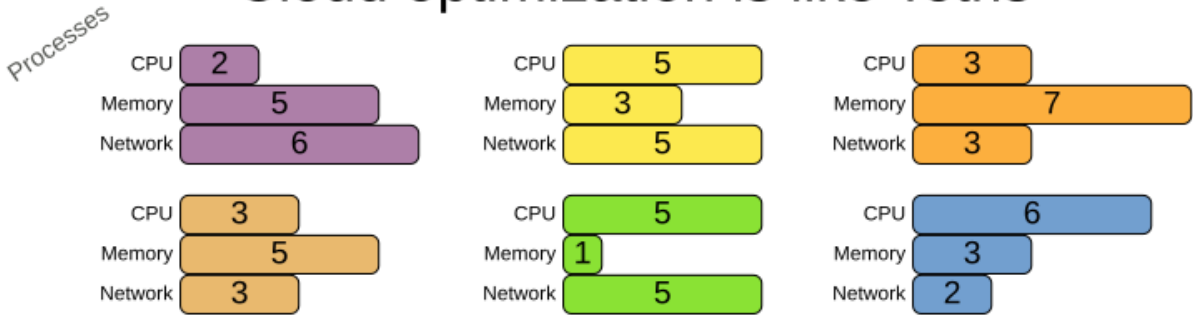 Processes
CPU 2
Memory 5
Network 6
CPU 5
Memory 3
Network 5
CPU 3
Memory 7
Network 3
CPU 3
Memory 5
Network 3
CPU 5
Memory 1
Network 5
CPU 6
Memory 3
Network 2